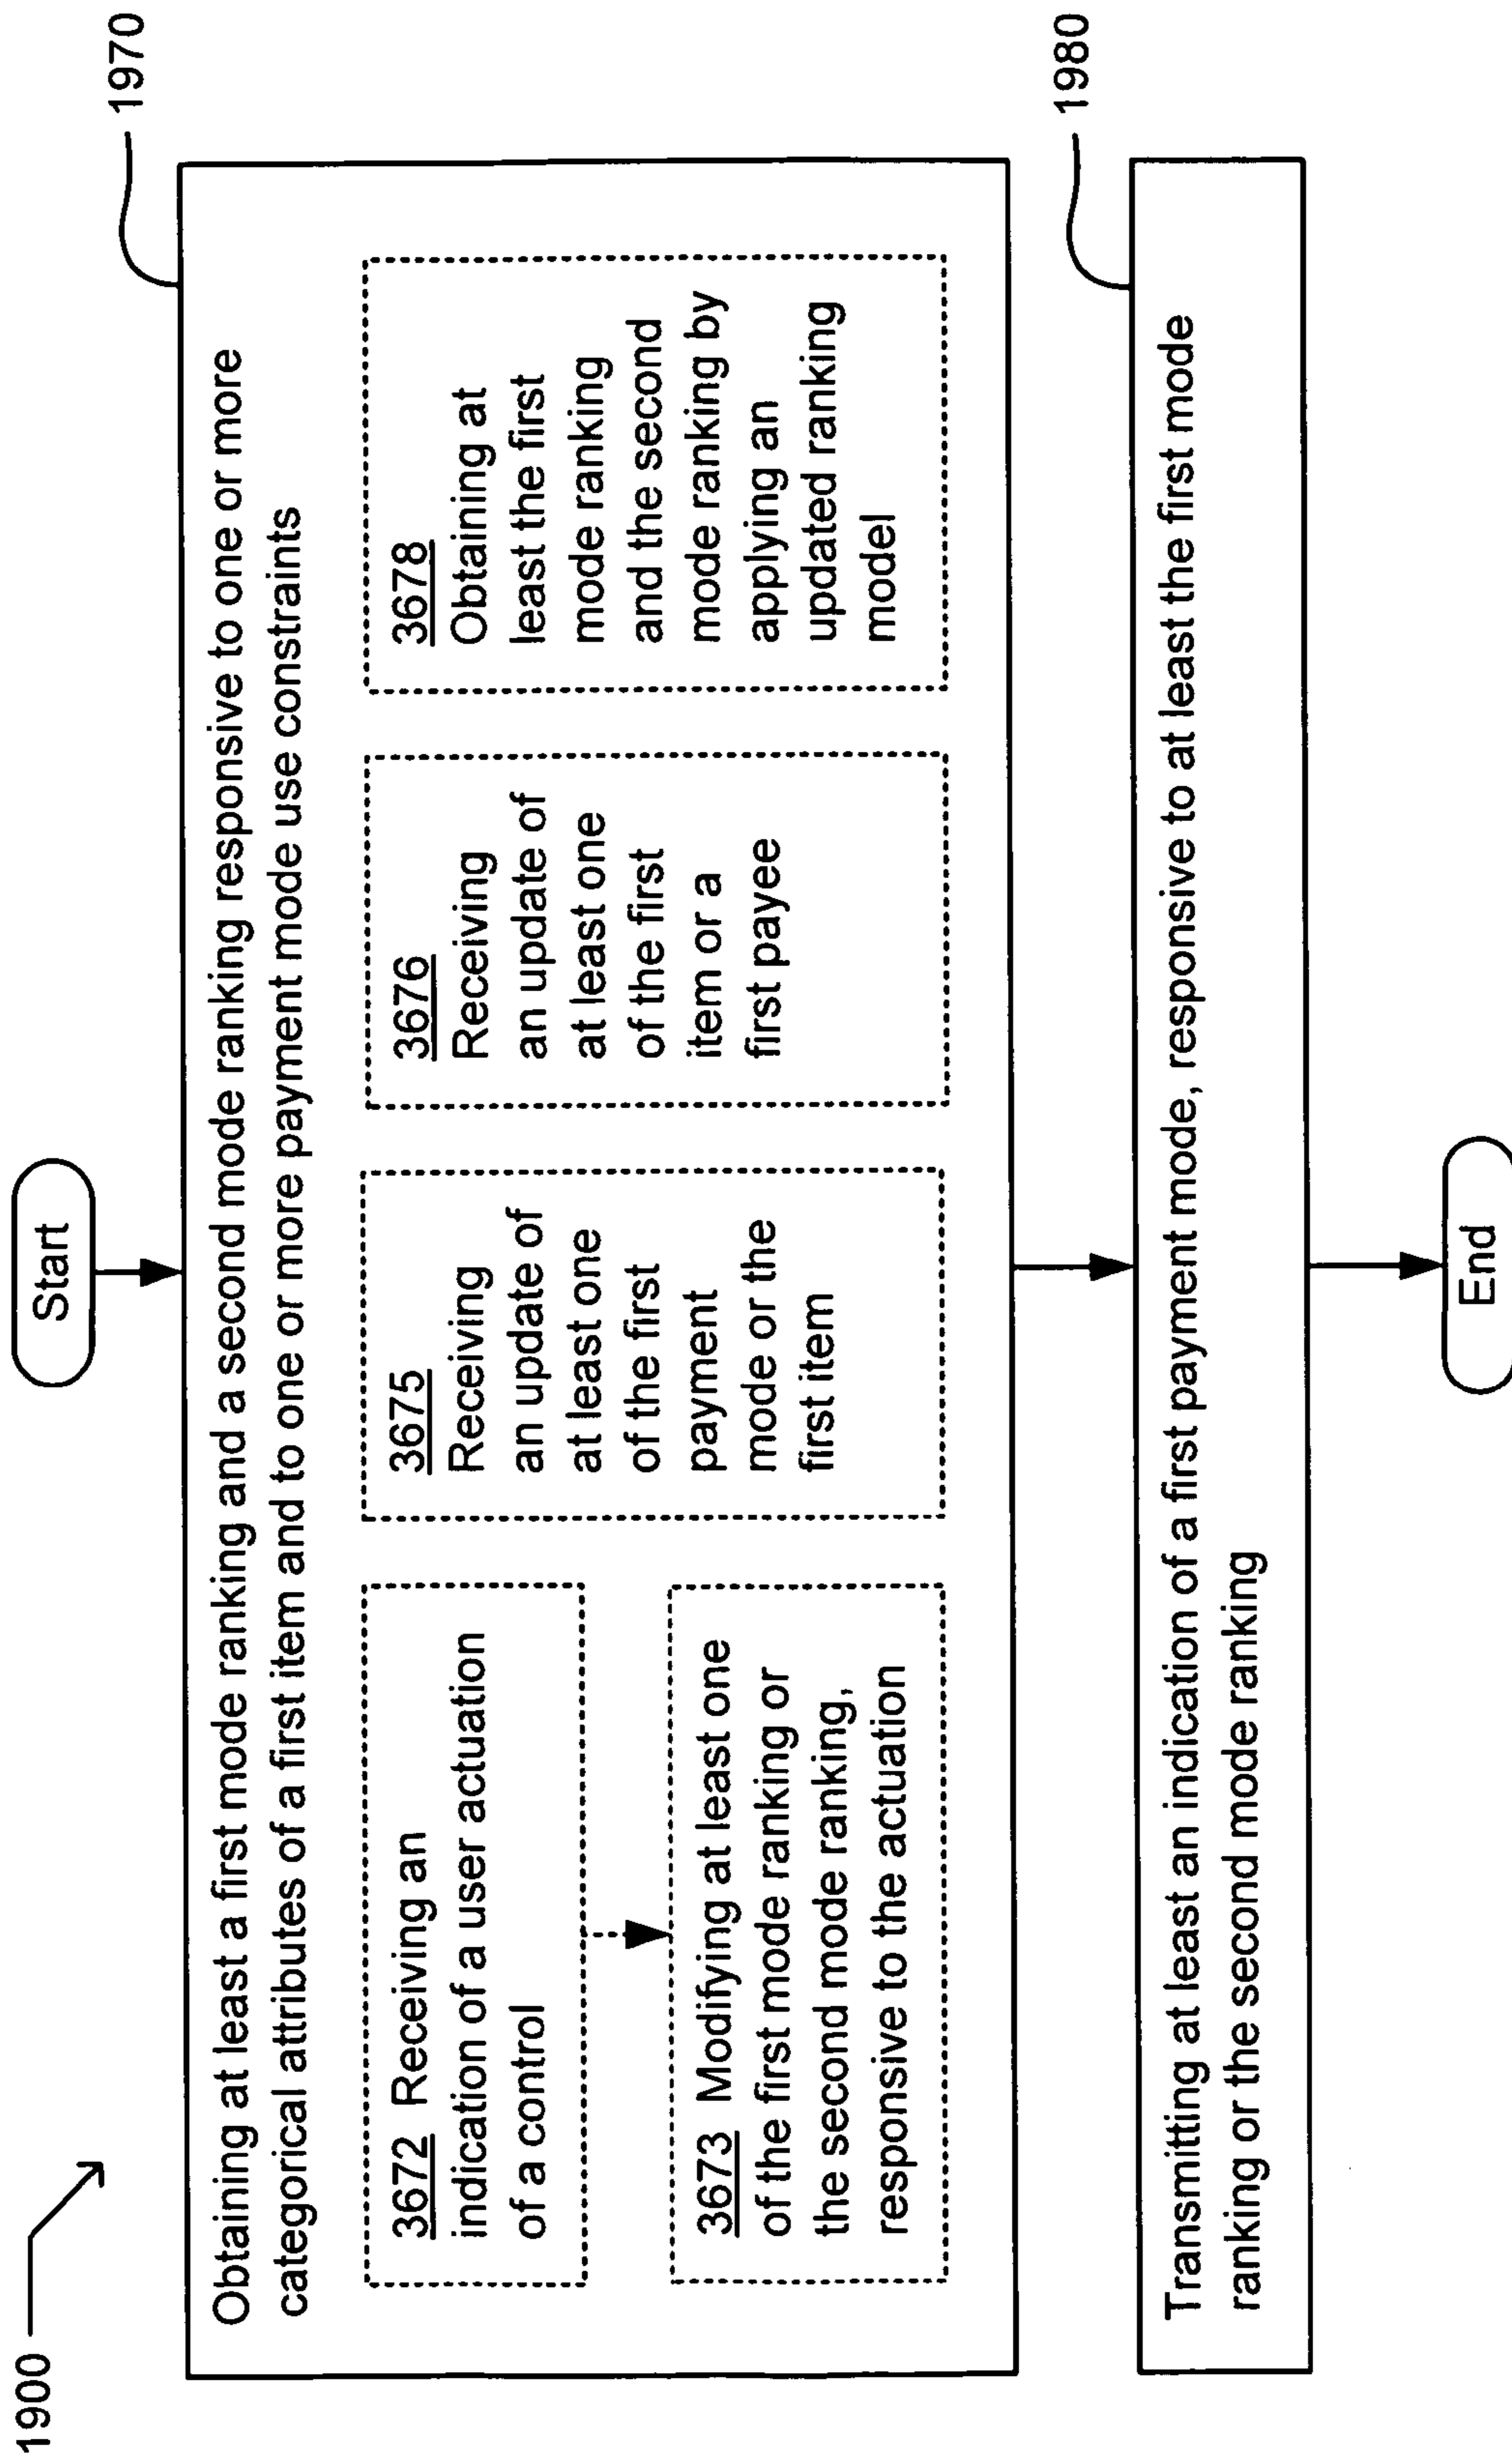 1900
Start
1970
Obtaining at least a first mode ranking and a second mode ranking responsive to one or more
categorical attributes of a first item and to one or more payment mode use constraints
3672 Receiving an
indication of a user actuation
of a control
3673 Modifying at least one
of the first mode ranking or
the second mode ranking,
responsive to the actuation
3675
Receiving
an update of
at least one
of the first
payment
mode or the
first item
3676
Receiving
an update of
at least one
of the first
item or a
first payee
3678
Obtaining at
least the first
mode ranking
and the second
mode ranking by
applying an
updated ranking
model
1980
Transmitting at least an indication of a first payment mode, responsive to at least the first mode
ranking or the second mode ranking
End